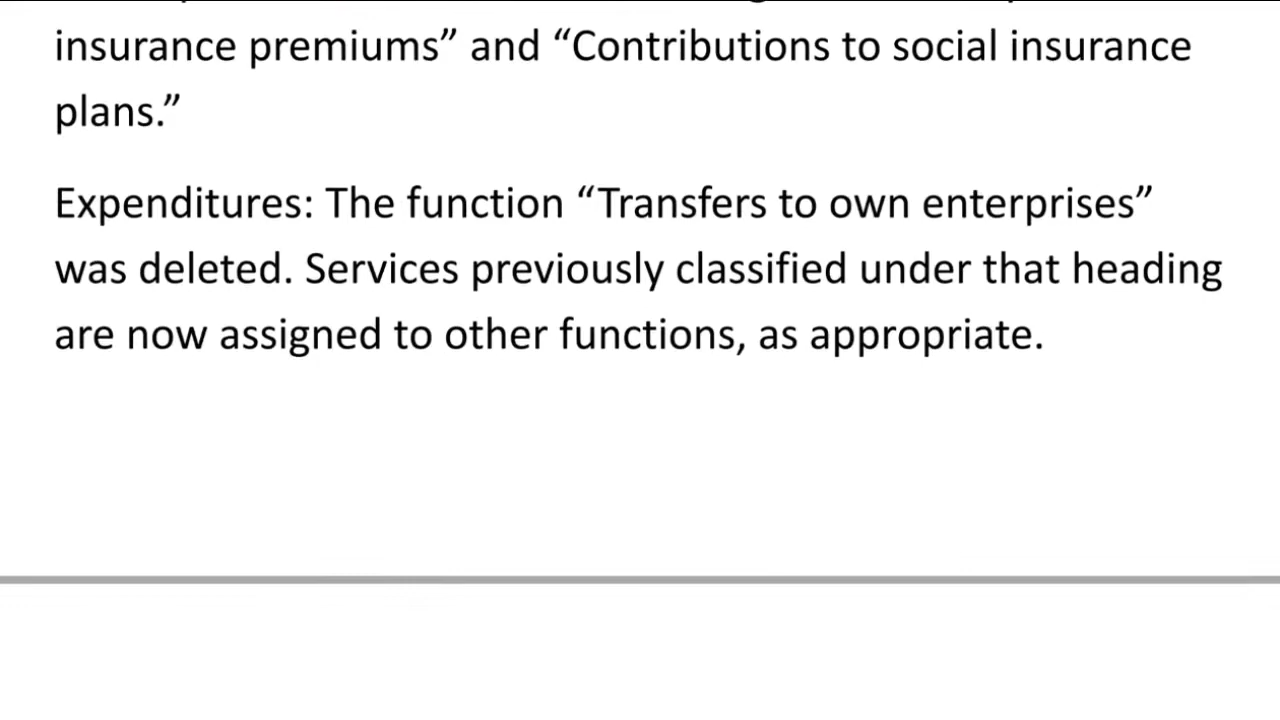 insurance premiums” and “Contributions to social insurance
plans.”
Expenditures: The function “Transfers to own enterprises”
was deleted. Services previously classified under that heading
are now assigned to other functions, as appropriate.